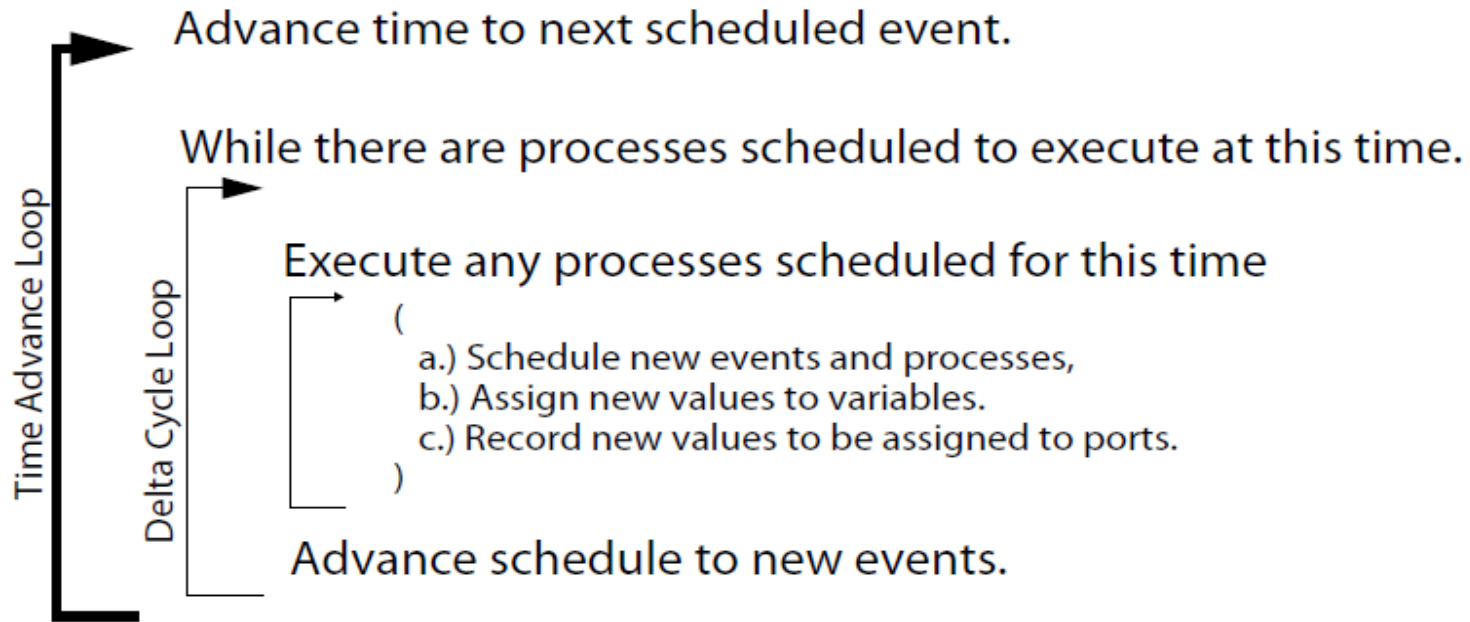 Advance time to next scheduled event.
While there are processes scheduled to execute at this time.
Execute any processes scheduled for this time
(
a.) Schedule new events and processes,
b.) Assign new values to variables.
c.) Record new values to be assigned to ports.
)
Advance schedule to new events.
Time Advance Loop
Delta Cycle Loop